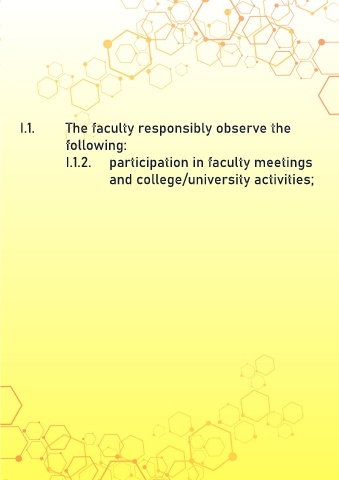 I.1. The faculty responsibly observe the
following:
I.1.2. participation in faculty meetings
and college/university activities;